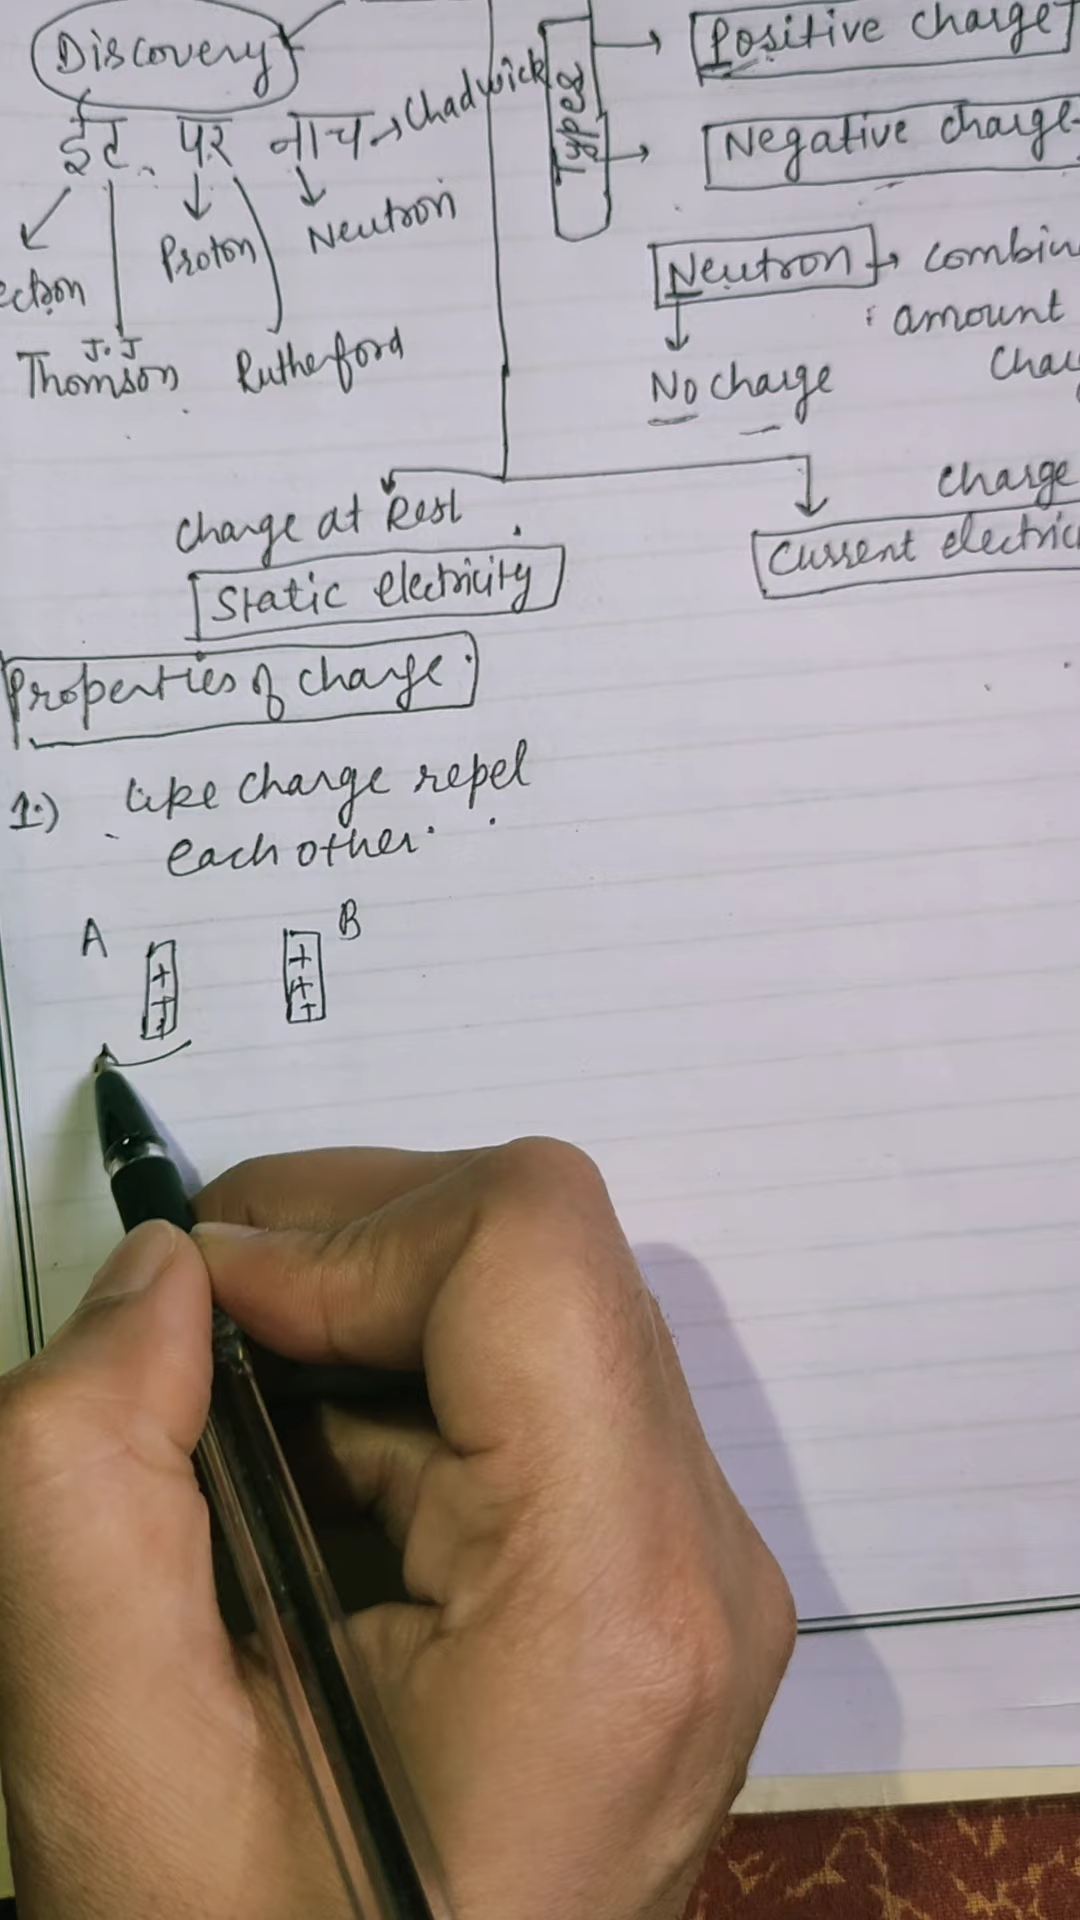 Discovery
ईट पर नाच → Chadwick
Proton
Neutron
J.J
Thomson
Rutherford
Types
Positive charge
Negative charge
Neutron → combin
amount
No charge
Charge at Rest
Static electricity
charge
Current electric
Properties of charge.
1.) like charge repel
each other.
A
B
+
+
+
+
+
+